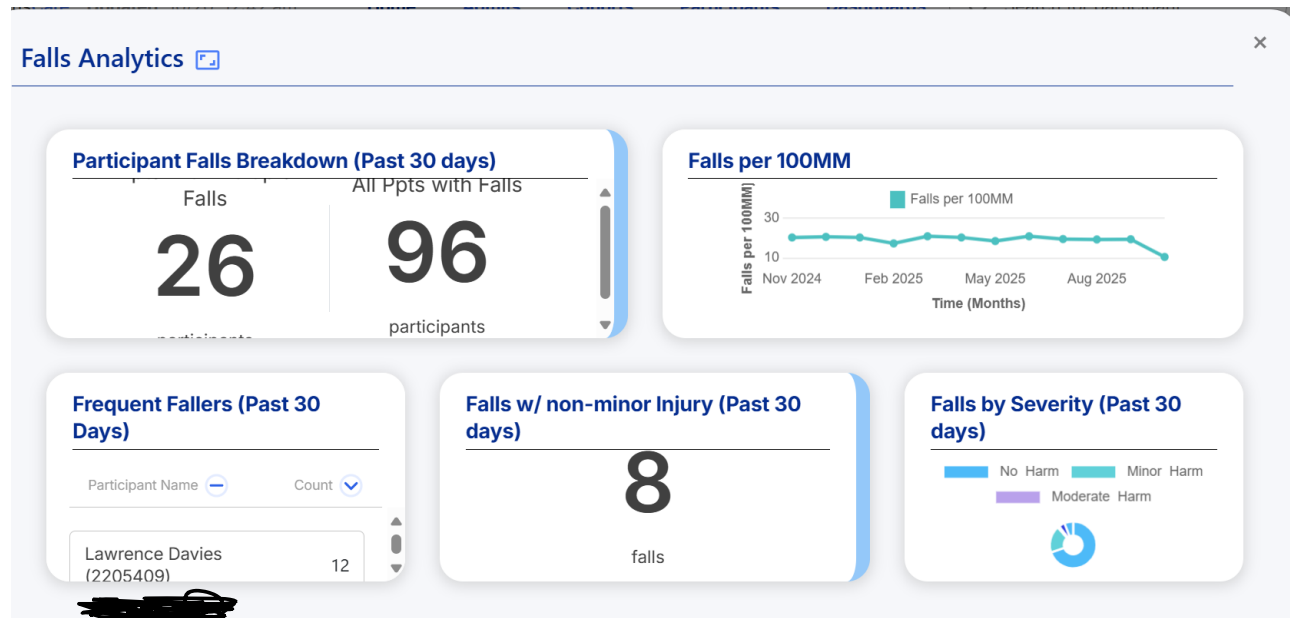 Falls Analytics
Participant Falls Breakdown (Past 30 days)
Falls
26
All Ppts with Falls
96
participants
Falls per 100MM
Falls per 100MM
Falls per 100MM
30
10
Nov 2024 Feb 2025 May 2025 Aug 2025
Time (Months)
Frequent Fallers (Past 30
Days)
Participant Name Count
Lawrence Davies
(2205409)
12
Falls w/ non-minor Injury (Past 30
days)
8
falls
Falls by Severity (Past 30
days)
No Harm Minor Harm
Moderate Harm